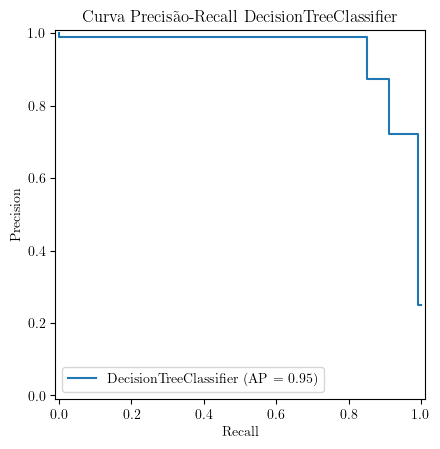 Curva Precisão-Recall DecisionTreeClassifier
1.0
0.8
0.6
0.4
0.2
0.0
Precision
DecisionTreeClassifier (AP = 0.95)
0.0 0.2 0.4 0.6 0.8 1.0
Recall